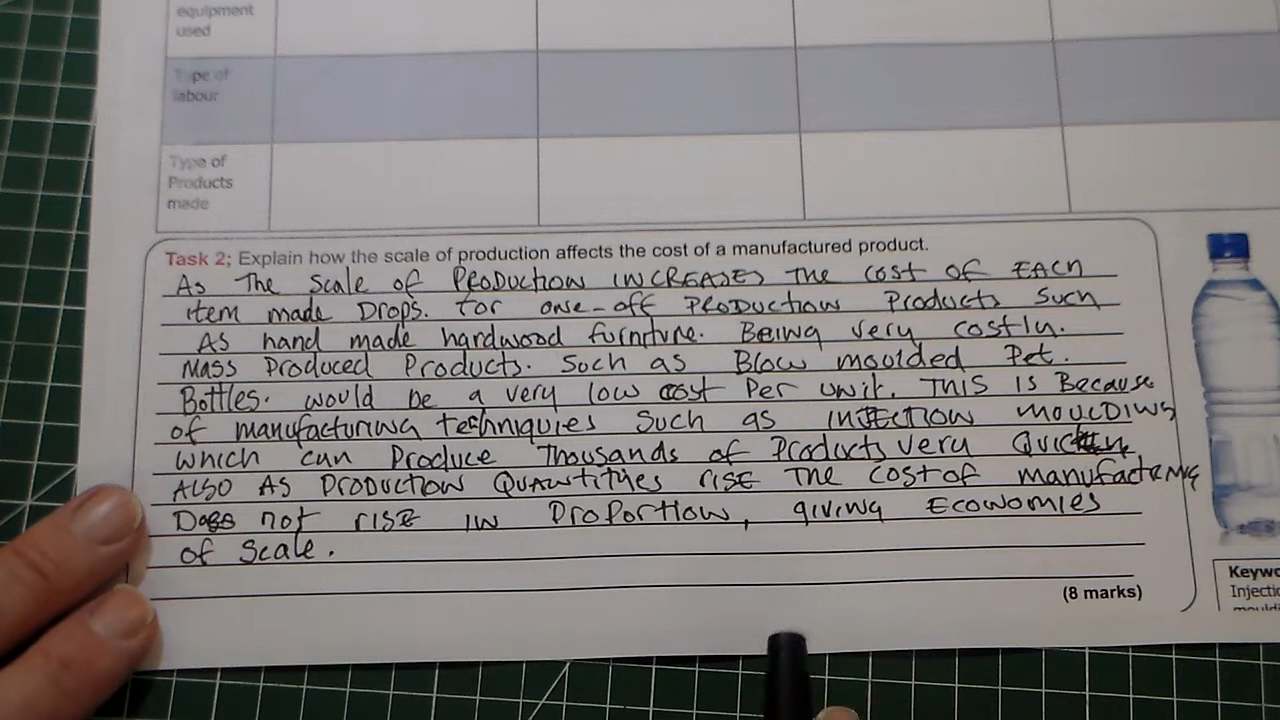 equipment
used
Type of
labour
Type of
Products
made
Task 2; Explain how the scale of production affects the cost of a manufactured product.
As The Scale of PRODUCTION INCREASES THE COST OF EACH
item made Drops. For one-off PRODUCTION Products Such
AS hand made hardwood furniture. Being very costly.
Mass Produced Products. Such as Blow moulded Pet.
Bottles. would be a very low cost Per unit. THIS IS Because
of manufacturing techniques Such as INJECTION MOULDING
which can Produce Thousands of Products very Quickly
ALSO AS PRODUCTION QUANTITIES RISE THE COST of manufacturing
Does not RISE IN PROPORTION, giving ECONOMIES
of Scale.
(8 marks)
Keywo
Injectio
mouldi